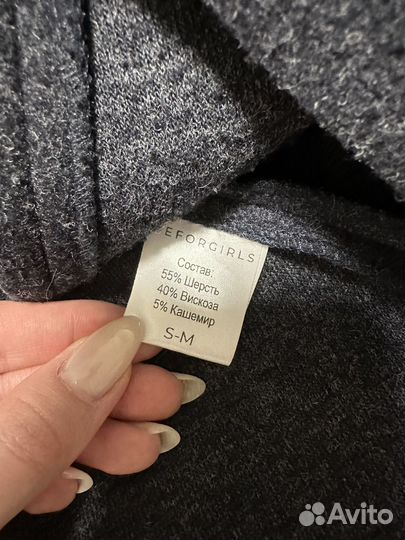 EFORGIRLS
Состав:
55% Шерсть
40% Вискоза
5% Кашемир
S-M
Avito